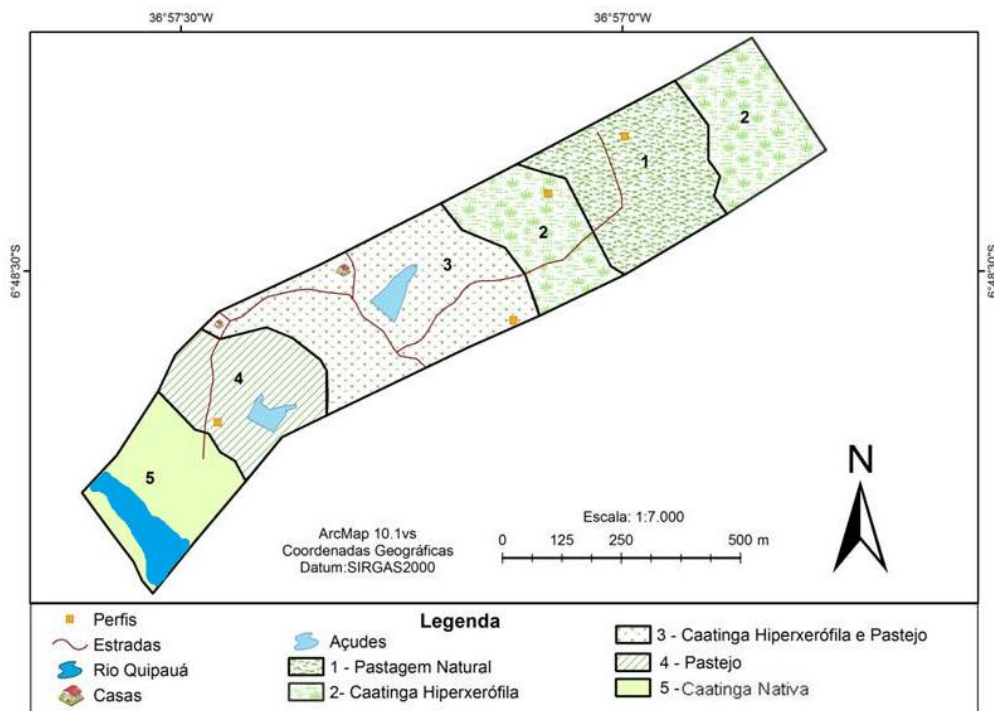 36°57'30"W
36°57'0"W
2
1
2
3
6°48'30"S
6°48'30"S
4
5
N
ArcMap 10.1vs
Coordenadas Geográficas
Datum:SIRGAS2000
Escala: 1:7.000
0 125 250 500 m
Legenda
Perfis
Estradas
Rio Quipauá
Casas
Açudes
1 - Pastagem Natural
2- Caatinga Hiperxerófila
3 - Caatinga Hiperxerófila e Pastejo
4 - Pastejo
5 - Caatinga Nativa